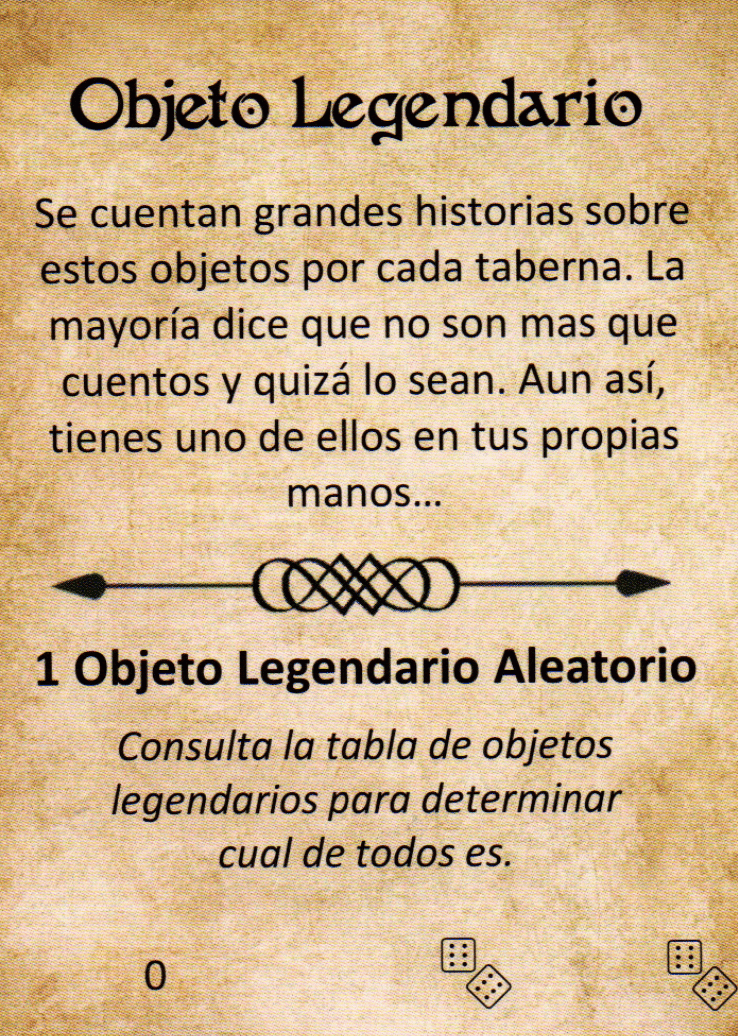 Objeto Legendario
Se cuentan grandes historias sobre
estos objetos por cada taberna. La
mayoría dice que no son mas que
cuentos y quizá lo sean. Aun así,
tienes uno de ellos en tus propias
manos...
1 Objeto Legendario Aleatorio
Consulta la tabla de objetos
legendarios para determinar
cual de todos es.
0